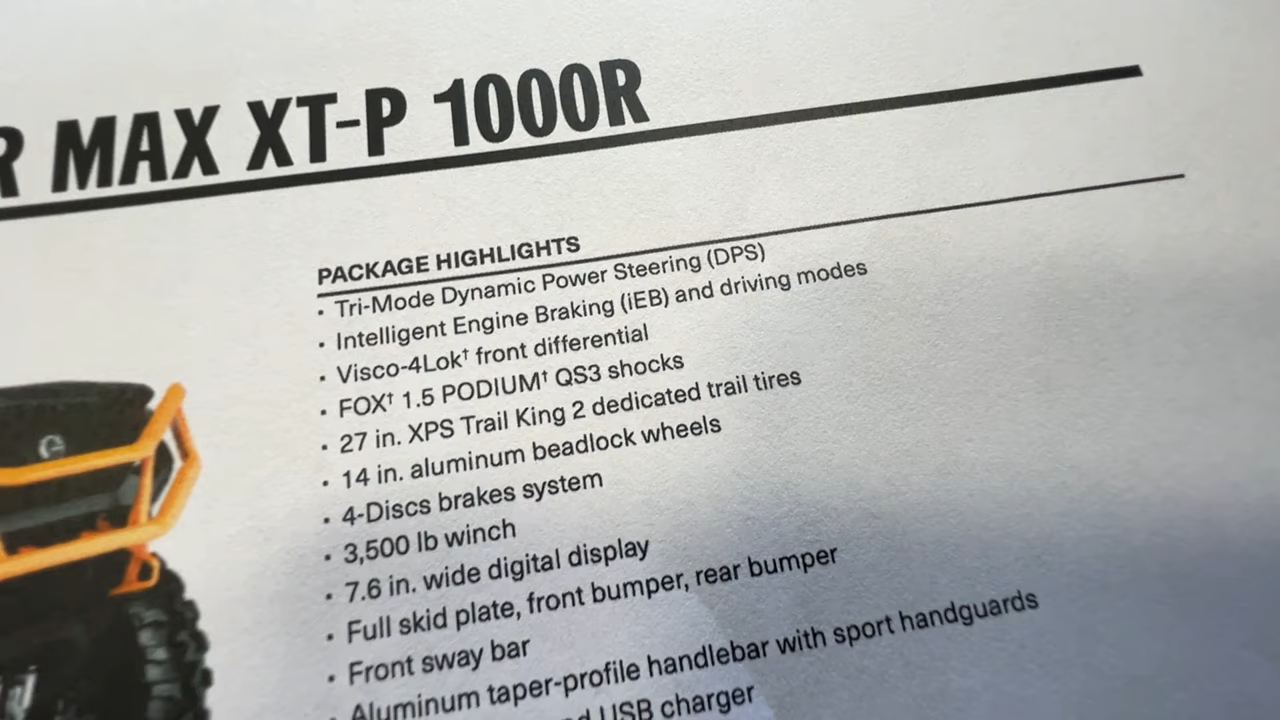 R MAX XT-P 1000R
PACKAGE HIGHLIGHTS
• Tri-Mode Dynamic Power Steering (DPS)
• Intelligent Engine Braking (iEB) and driving modes
• Visco-4Lok† front differential
• FOX† 1.5 PODIUM† QS3 shocks
• 27 in. XPS Trail King 2 dedicated trail tires
• 14 in. aluminum beadlock wheels
• 4-Discs brakes system
• 3,500 lb winch
• 7.6 in. wide digital display
• Full skid plate, front bumper, rear bumper
• Front sway bar
• Aluminum taper-profile handlebar with sport handguards
USB charger